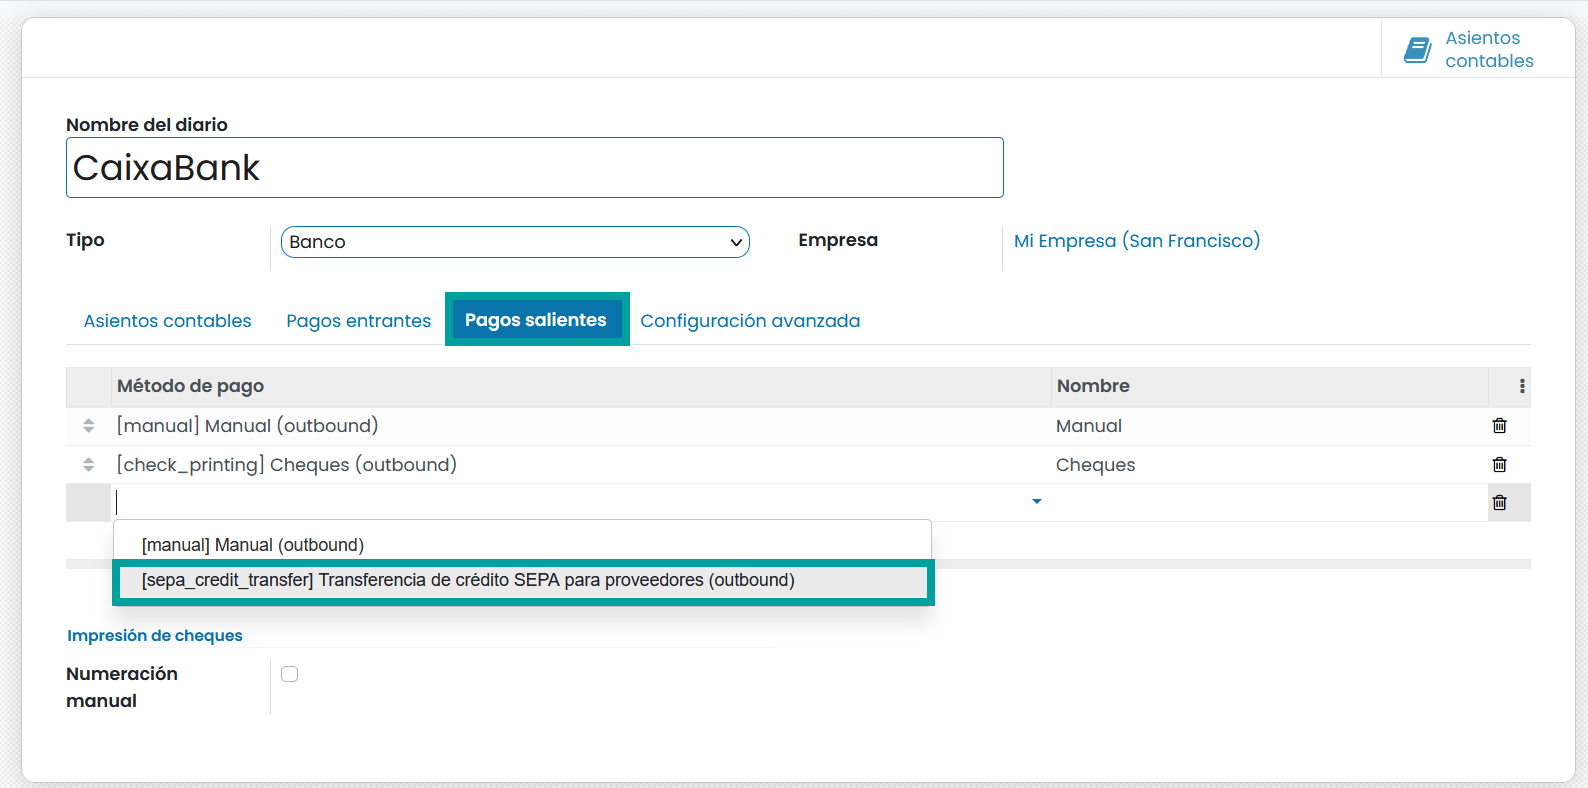 Asientos
contables
Nombre del diario
CaixaBank
Tipo
Banco
Empresa
Mi Empresa (San Francisco)
Asientos contables
Pagos entrantes
Pagos salientes
Configuración avanzada
Método de pago
Nombre
[manual] Manual (outbound)
Manual
[check_printing] Cheques (outbound)
Cheques
[manual] Manual (outbound)
[sepa_credit_transfer] Transferencia de crédito SEPA para proveedores (outbound)
Impresión de cheques
Numeración
manual